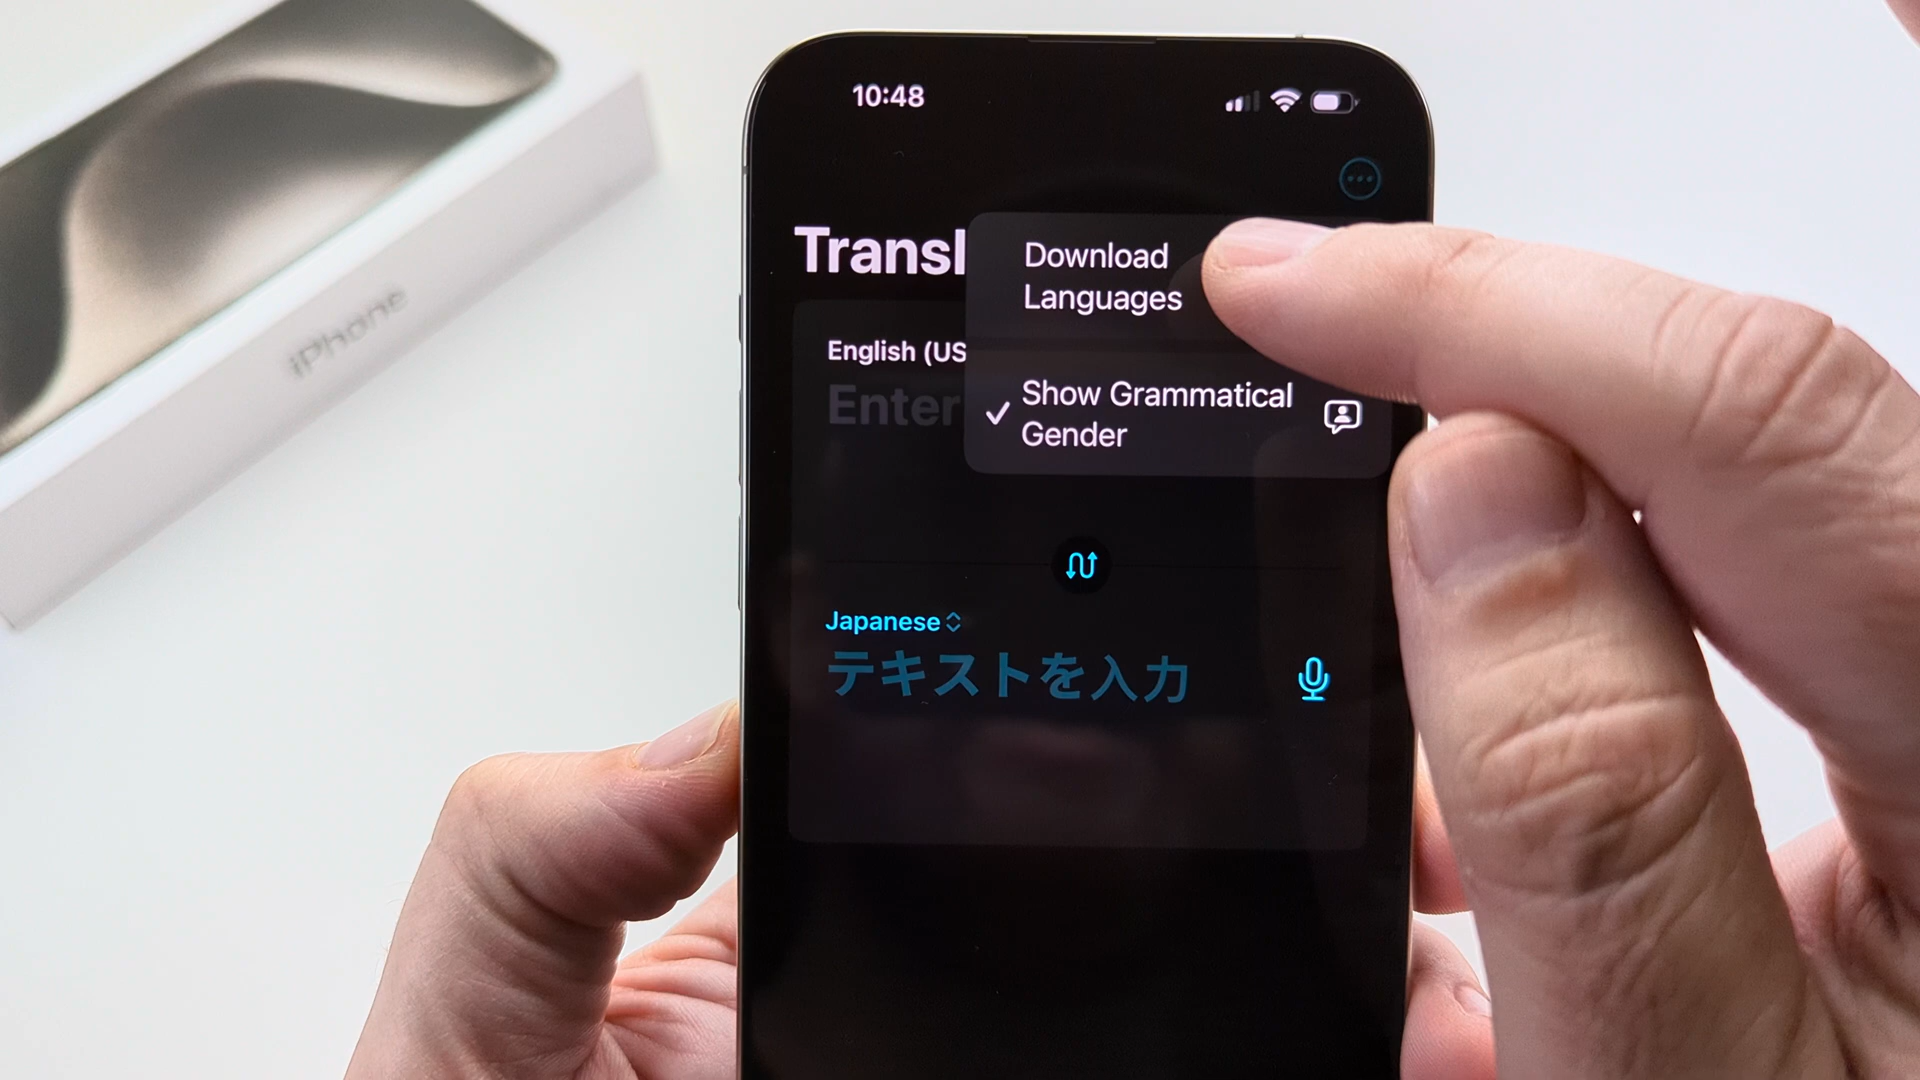 iPhone
10:48
Transl
Download
Languages
English (US
Enter
✓ Show Grammatical
Gender
Japanese
テキストを入力